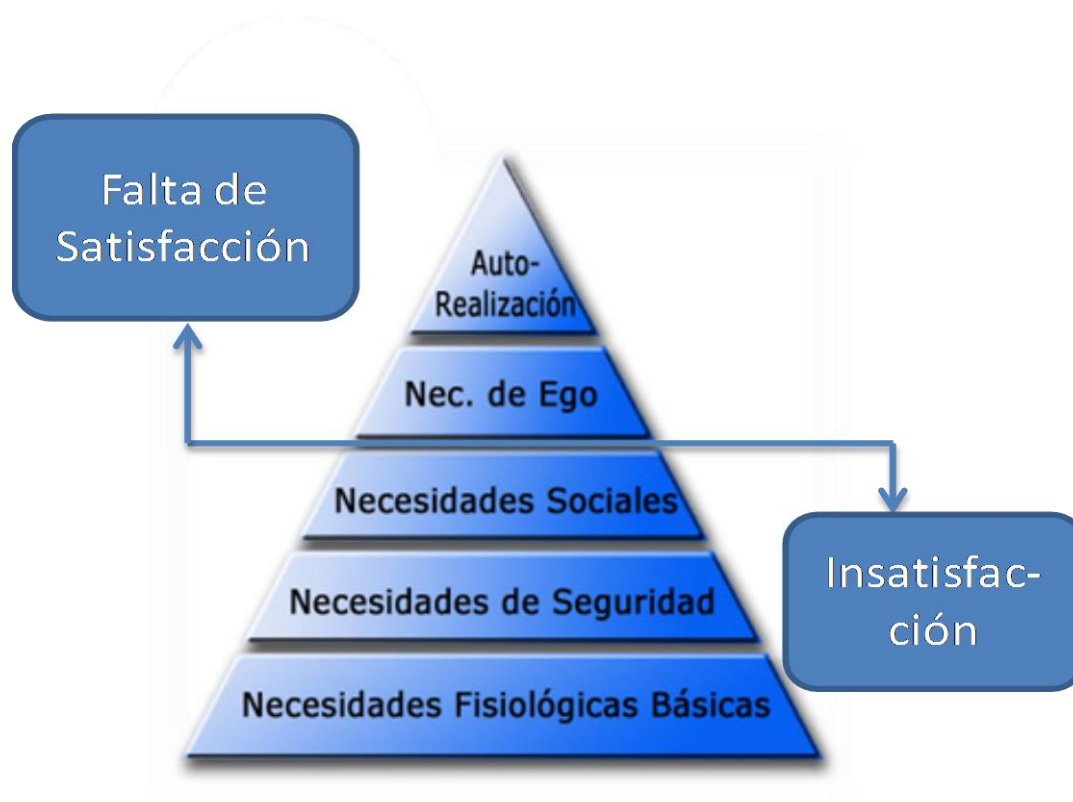 Falta de
Satisfacción
Auto-
Realización
Nec. de Ego
Necesidades Sociales
Insatisfac-
ción
Necesidades de Seguridad
Necesidades Fisiológicas Básicas